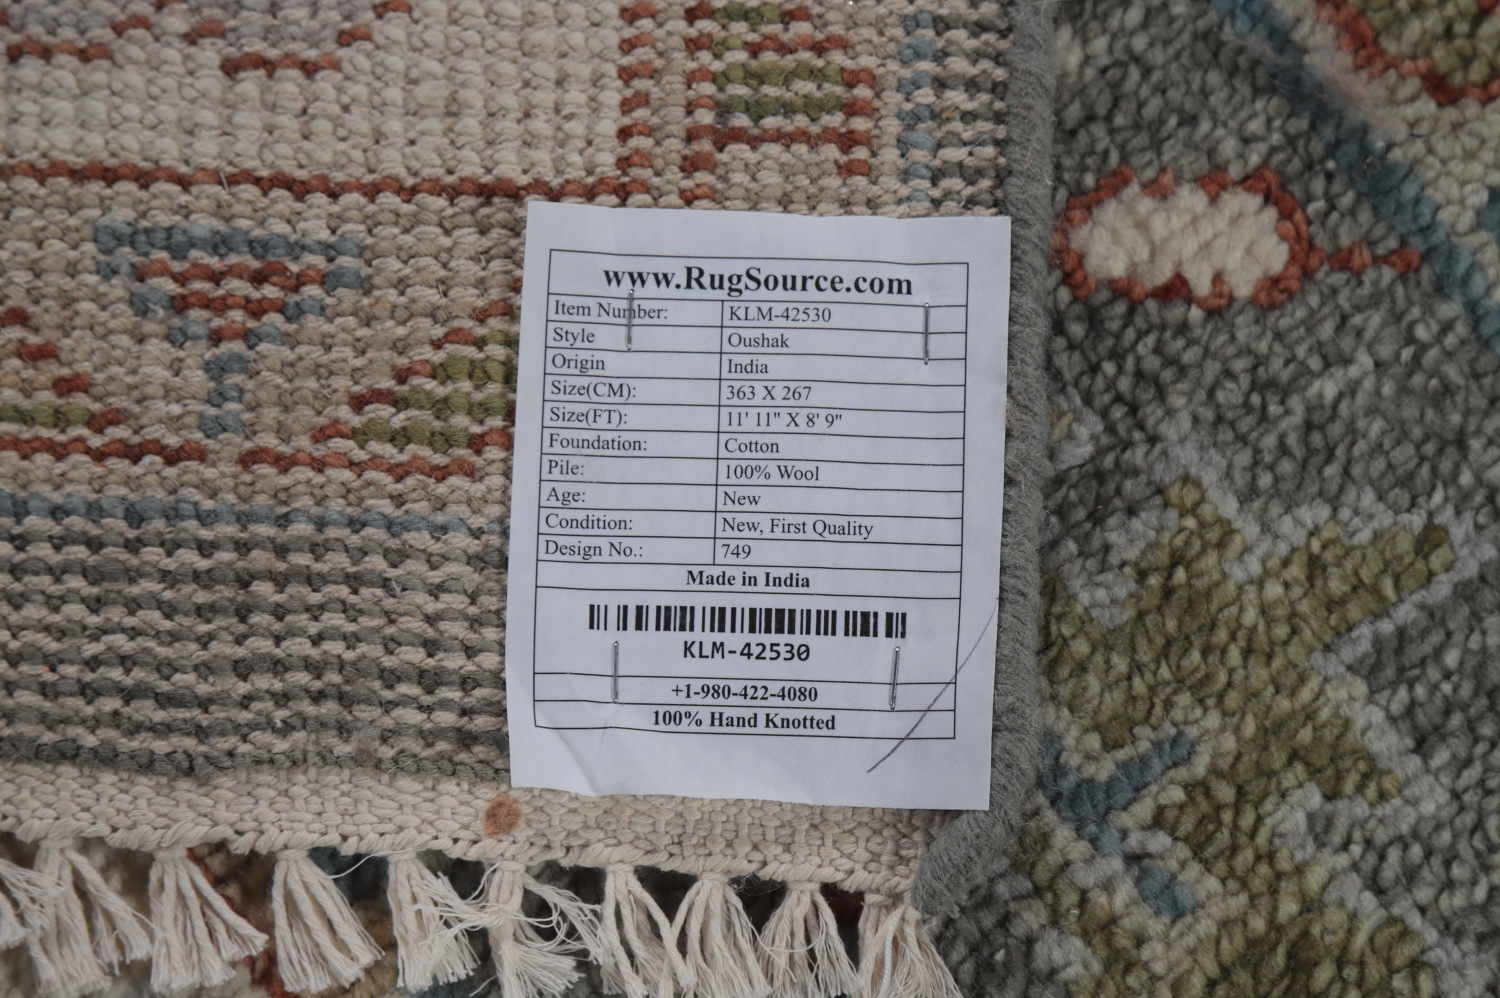 www.RugSource.com
Item Number: KLM-42530
Style Oushak
Origin India
Size(CM): 363 X 267
Size(FT): 11' 11" X 8' 9"
Foundation: Cotton
Pile: 100% Wool
Age: New
Condition: New, First Quality
Design No.: 749
Made in India
KLM-42530
+1-980-422-4080
100% Hand Knotted